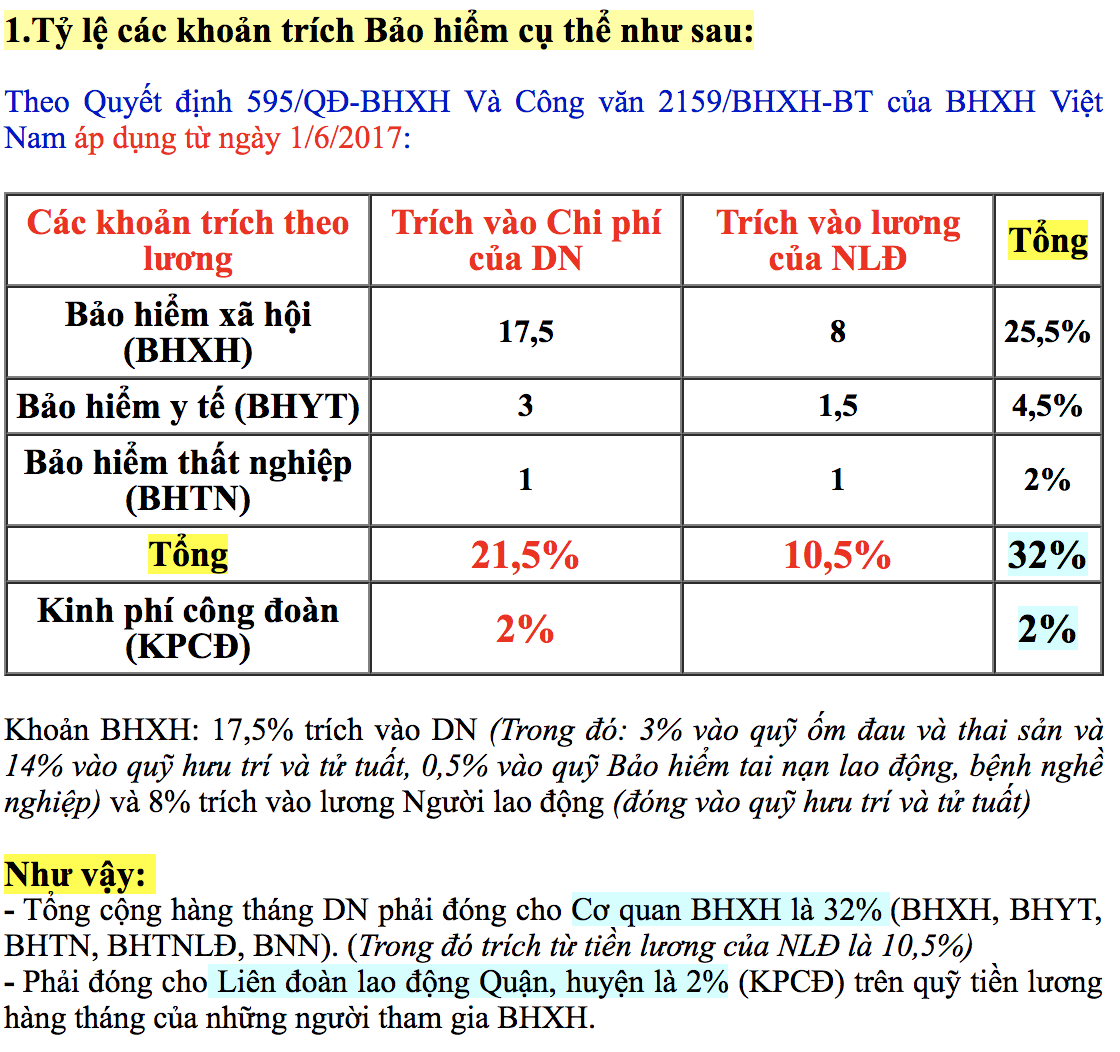 1.Tỷ lệ các khoản trích Bảo hiểm cụ thể như sau:
Theo Quyết định 595/QĐ-BHXH Và Công văn 2159/BHXH-BT của BHXH Việt
Nam áp dụng từ ngày 1/6/2017:
Các khoản trích theo
lương
Trích vào Chi phí
của DN
Trích vào lương
của NLĐ
Tổng
Bảo hiểm xã hội
(BHXH)
17,5
8
25,5%
Bảo hiểm y tế (BHYT)
3
1,5
4,5%
Bảo hiểm thất nghiệp
(BHTN)
1
1
2%
Tổng
21,5%
10,5%
32%
Kinh phí công đoàn
(KPCĐ)
2%
2%
Khoản BHXH: 17,5% trích vào DN (Trong đó: 3% vào quỹ ốm đau và thai sản và
14% vào quỹ hưu trí và tử tuất, 0,5% vào quỹ Bảo hiểm tai nạn lao động, bệnh nghề
nghiệp) và 8% trích vào lương Người lao động (đóng vào quỹ hưu trí và tử tuất)
Như vậy:
- Tổng cộng hàng tháng DN phải đóng cho Cơ quan BHXH là 32% (BHXH, BHYT,
BHTN, BHTNLĐ, BNN). (Trong đó trích từ tiền lương của NLĐ là 10,5%)
- Phải đóng cho Liên đoàn lao động Quận, huyện là 2% (KPCĐ) trên quỹ tiền lương
hàng tháng của những người tham gia BHXH.